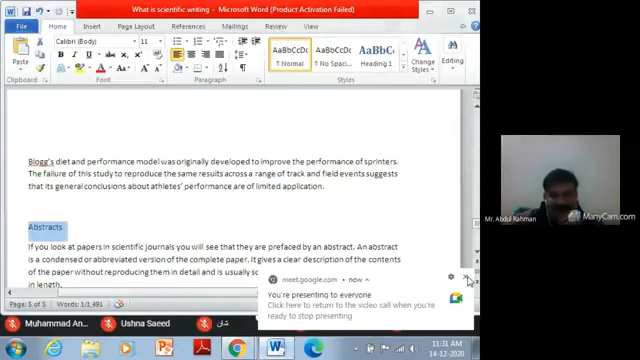 What is scientific writing - Microsoft Word (Product Activation Failed)
File Home Insert Page Layout References Mailings Review View
Paste
Clipboard
Calibri (Body) 11
Font
Paragraph
AaBbCcDc AaBbCcDc AaBbC
¶ Normal ¶ No Spaci... Heading 1
Change Styles
Styles
Editing
Blogg's diet and performance model was originally developed to improve the performance of sprinters.
The failure of this study to reproduce the same results across a range of track and field events suggests
that its general conclusions about athletes' performance are of limited application.
Abstracts
If you look at papers in scientific journals you will see that they are prefaced by an abstract. An abstract
is a condensed or abbreviated version of the complete paper. It gives a clear description of the contents
of the paper without reproducing them in detail and is usually
in length.
meet.google.com • now
You're presenting to everyone
Click here to return to the video call when you're
ready to stop presenting
Page: 5 of 5 Words: 1/1,491
Muhammad An... Ushna Saeed شان
Mr. Abdul Rahman
ManyCam.com
11:31 AM
14-12-2020